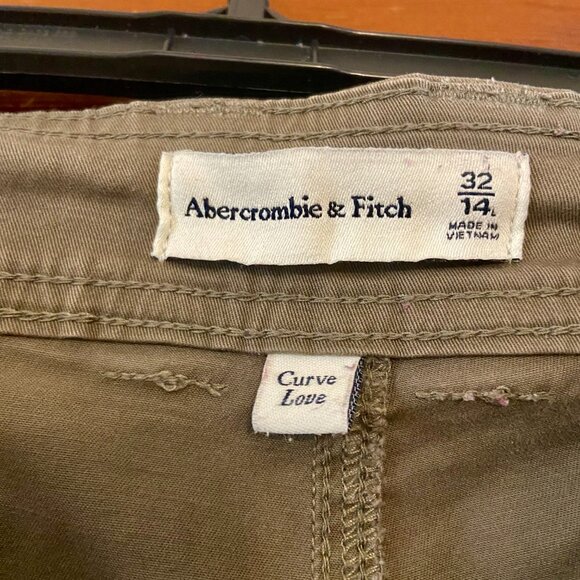 Abercrombie & Fitch
32
14L
MADE IN
VIETNAM
Curve
Love